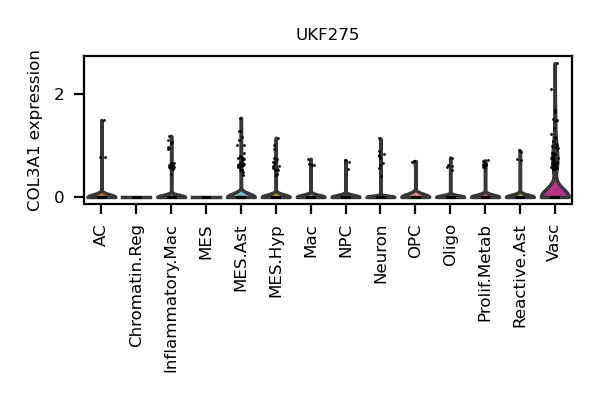 UKF275
COL3A1 expression
2
0
AC
Chromatin.Reg
Inflammatory.Mac
MES
MES.Ast
MES.Hyp
Mac
NPC
Neuron
OPC
Oligo
Prolif.Metab
Reactive.Ast
Vasc